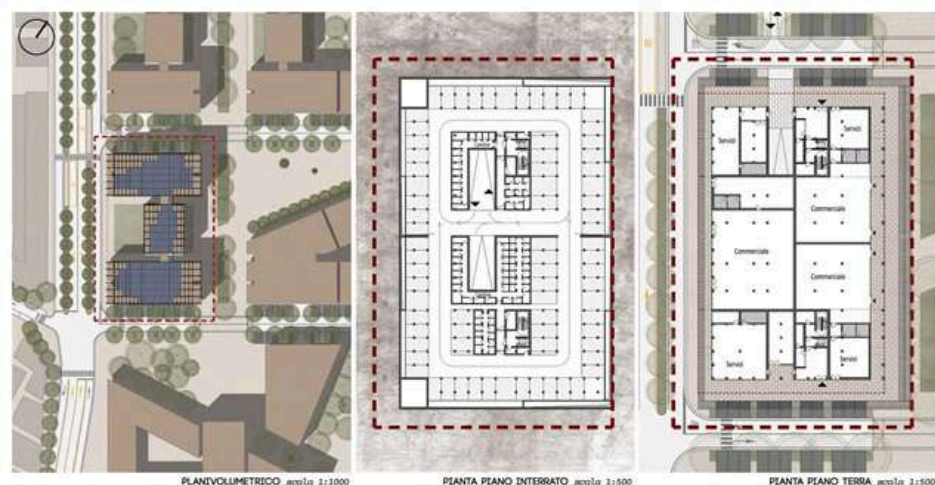 Servizi
Servizi
Commerciale
Commerciale
Commerciale
Servizi
Servizi
PLANIVOLUMETRICO scala 1:1000
PIANTA PIANO INTERRATO scala 1:500
PIANTA PIANO TERRA scala 1:500